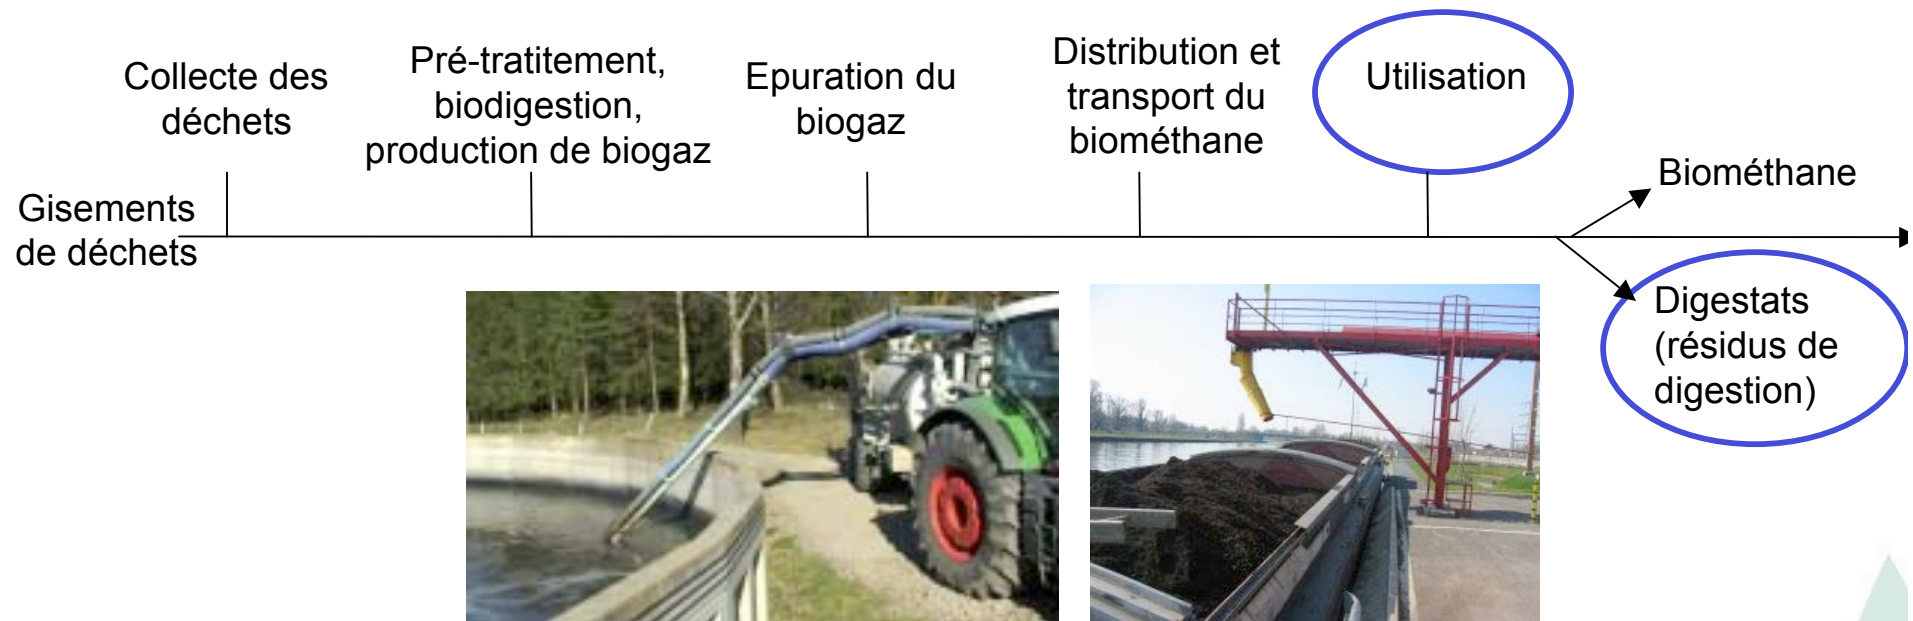 Collecte des
déchets
Pré-tratitement,
biodigestion,
production de biogaz
Epuration du
biogaz
Distribution et
transport du
biométhane
Utilisation
Biométhane
Gisements
de déchets
Digestats
(résidus de
digestion)